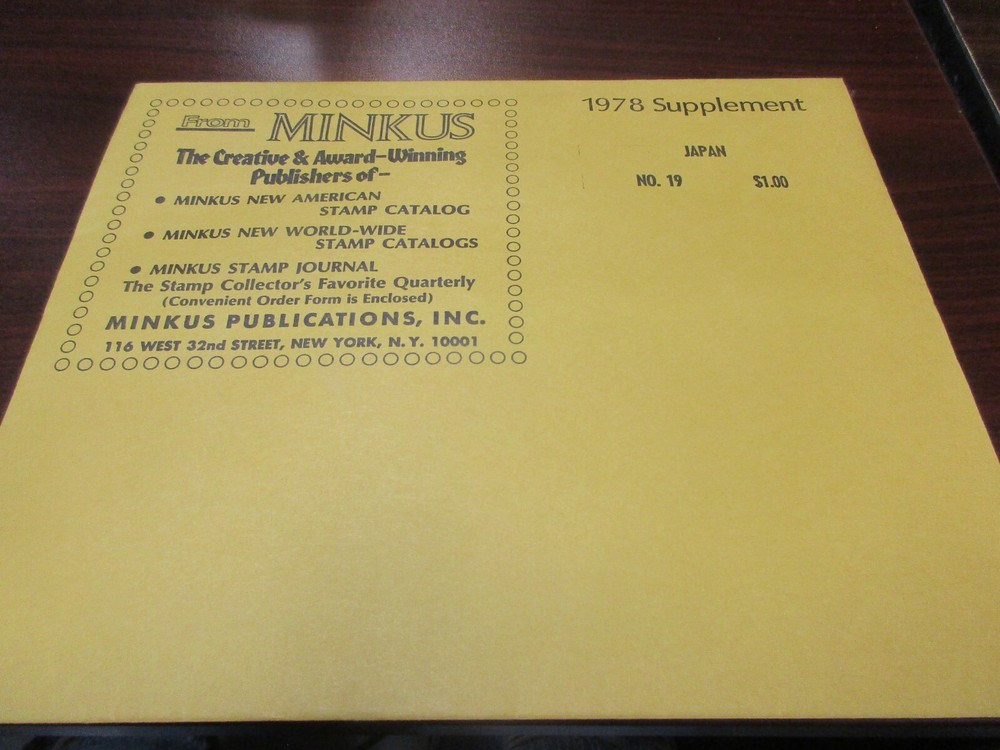 From MINKUS
The Creative & Award-Winning
Publishers of-
• MINKUS NEW AMERICAN
STAMP CATALOG
• MINKUS NEW WORLD-WIDE
STAMP CATALOGS
• MINKUS STAMP JOURNAL
The Stamp Collector's Favorite Quarterly
(Convenient Order Form is Enclosed)
MINKUS PUBLICATIONS, INC.
116 WEST 32nd STREET, NEW YORK, N.Y. 10001
1978 Supplement
JAPAN
NO. 19 $1.00